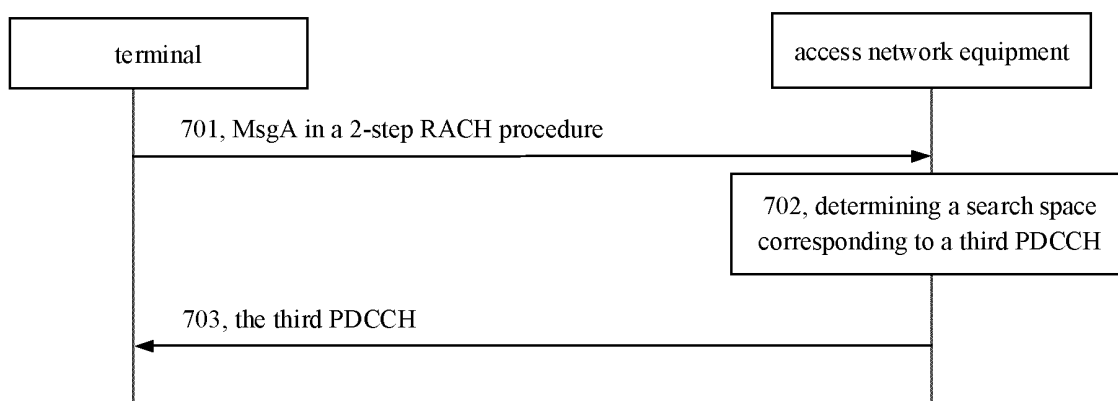 terminal
access network equipment
701, MsgA in a 2-step RACH procedure
702, determining a search space
corresponding to a third PDCCH
703, the third PDCCH